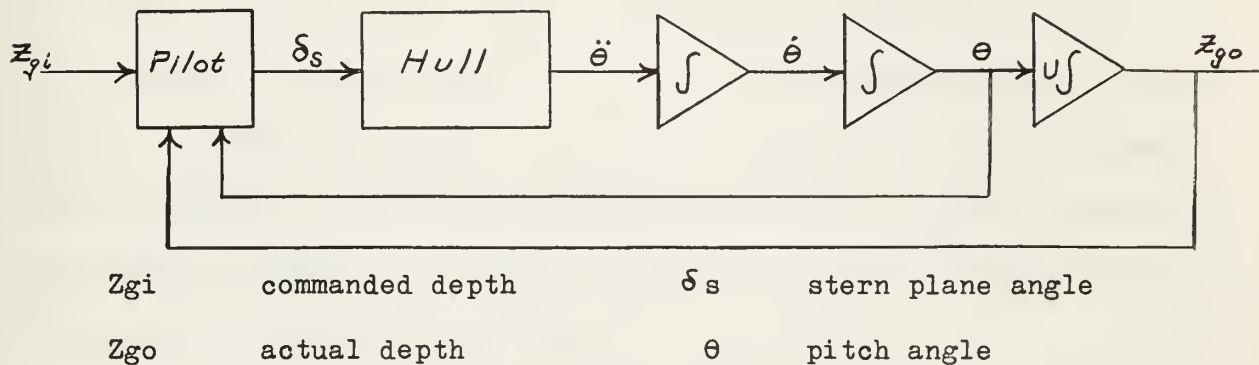 Zgi Pilot δs Hull θ̈ ∫ θ̇ ∫ θ U∫ Zgo
Zgi commanded depth δs stern plane angle
Zgo actual depth θ pitch angle